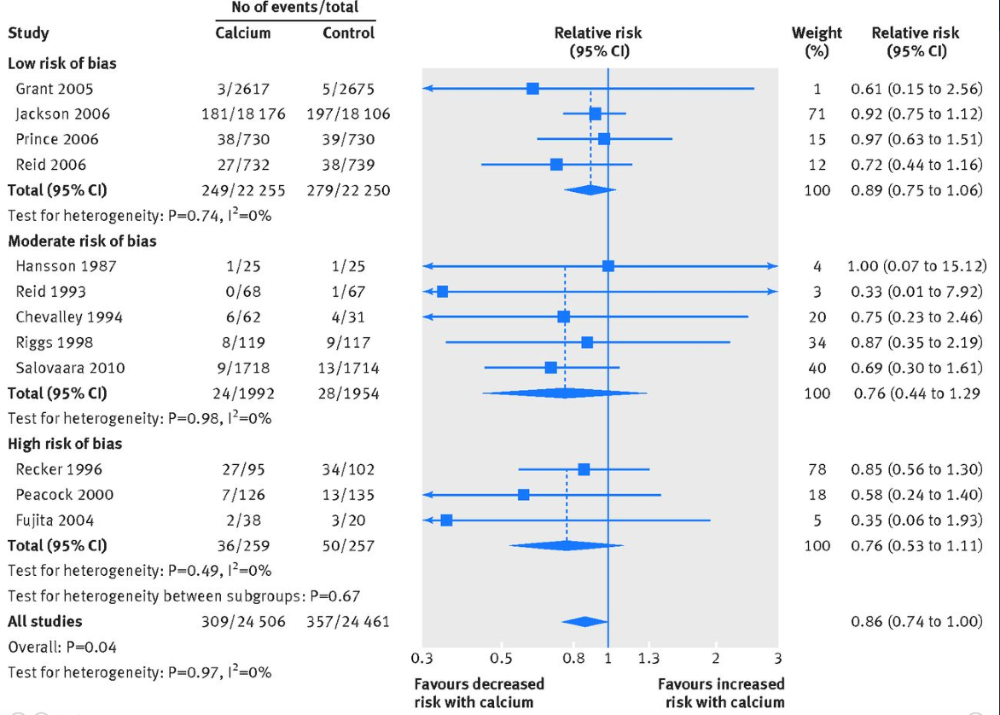 No of events/total
Study Calcium Control Relative risk (95% CI) Weight (%) Relative risk (95% CI)
Low risk of bias
Grant 2005 3/2617 5/2675 1 0.61 (0.15 to 2.56)
Jackson 2006 181/18 176 197/18 106 71 0.92 (0.75 to 1.12)
Prince 2006 38/730 39/730 15 0.97 (0.63 to 1.51)
Reid 2006 27/732 38/739 12 0.72 (0.44 to 1.16)
Total (95% CI) 249/22 255 279/22 250 100 0.89 (0.75 to 1.06)
Test for heterogeneity: P=0.74, I²=0%
Moderate risk of bias
Hansson 1987 1/25 1/25 4 1.00 (0.07 to 15.12)
Reid 1993 0/68 1/67 3 0.33 (0.01 to 7.92)
Chevalley 1994 6/62 4/31 20 0.75 (0.23 to 2.46)
Riggs 1998 8/119 9/117 34 0.87 (0.35 to 2.19)
Salovaara 2010 9/1718 13/1714 40 0.69 (0.30 to 1.61)
Total (95% CI) 24/1992 28/1954 100 0.76 (0.44 to 1.29
Test for heterogeneity: P=0.98, I²=0%
High risk of bias
Recker 1996 27/95 34/102 78 0.85 (0.56 to 1.30)
Peacock 2000 7/126 13/135 18 0.58 (0.24 to 1.40)
Fujita 2004 2/38 3/20 5 0.35 (0.06 to 1.93)
Total (95% CI) 36/259 50/257 100 0.76 (0.53 to 1.11)
Test for heterogeneity: P=0.49, I²=0%
Test for heterogeneity between subgroups: P=0.67
All studies 309/24 506 357/24 461 0.86 (0.74 to 1.00)
Overall: P=0.04
Test for heterogeneity: P=0.97, I²=0%
0.3 0.5 0.8 1 1.3 2 3
Favours decreased risk with calcium
Favours increased risk with calcium